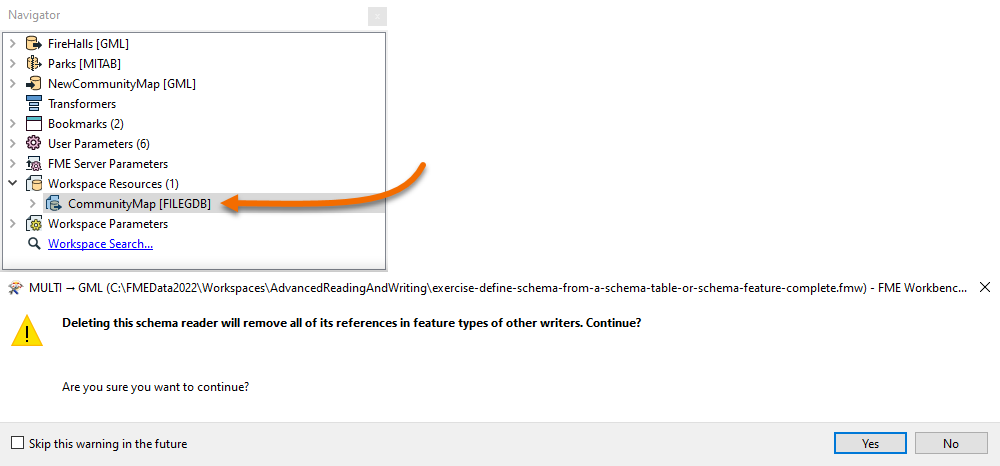 Navigator
FireHalls [GML]
Parks [MITAB]
NewCommunityMap [GML]
Transformers
Bookmarks (2)
User Parameters (6)
FME Server Parameters
Workspace Resources (1)
CommunityMap [FILEGDB]
Workspace Parameters
Workspace Search...
MULTI → GML (C:\FMEData2022\Workspaces\AdvancedReadingAndWriting\exercise-define-schema-from-a-schema-table-or-schema-feature-complete.fmw) - FME Workbenc...
Deleting this schema reader will remove all of its references in feature types of other writers. Continue?
Are you sure you want to continue?
Skip this warning in the future
Yes
No